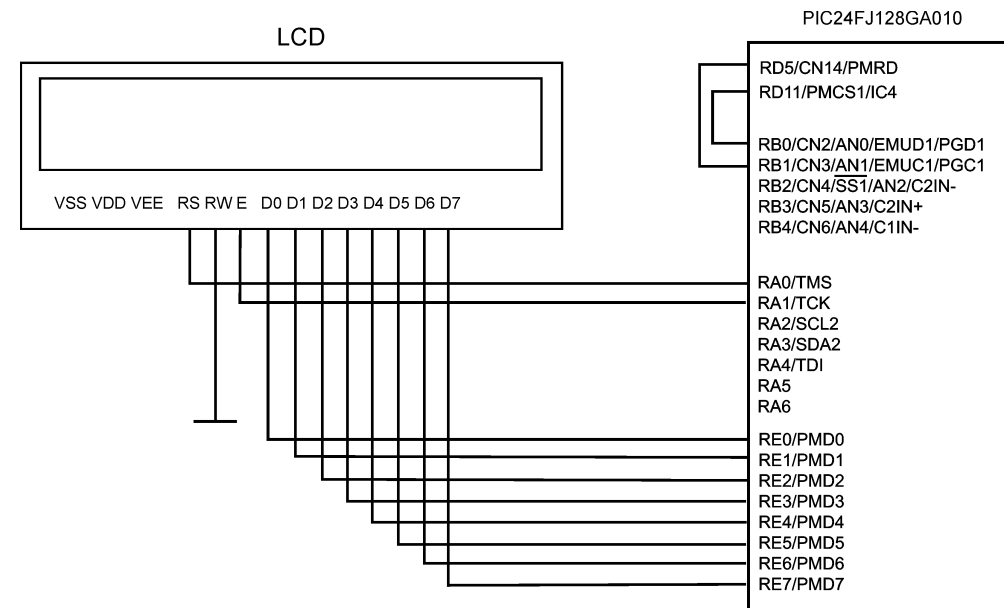 PIC24FJ128GA010
LCD
VSS VDD VEE RS RW E D0 D1 D2 D3 D4 D5 D6 D7
RD5/CN14/PMRD
RD11/PMCS1/IC4
RB0/CN2/AN0/EMUD1/PGD1
RB1/CN3/AN1/EMUC1/PGC1
RB2/CN4/SS1/AN2/C2IN-
RB3/CN5/AN3/C2IN+
RB4/CN6/AN4/C1IN-
RA0/TMS
RA1/TCK
RA2/SCL2
RA3/SDA2
RA4/TDI
RA5
RA6
RE0/PMD0
RE1/PMD1
RE2/PMD2
RE3/PMD3
RE4/PMD4
RE5/PMD5
RE6/PMD6
RE7/PMD7